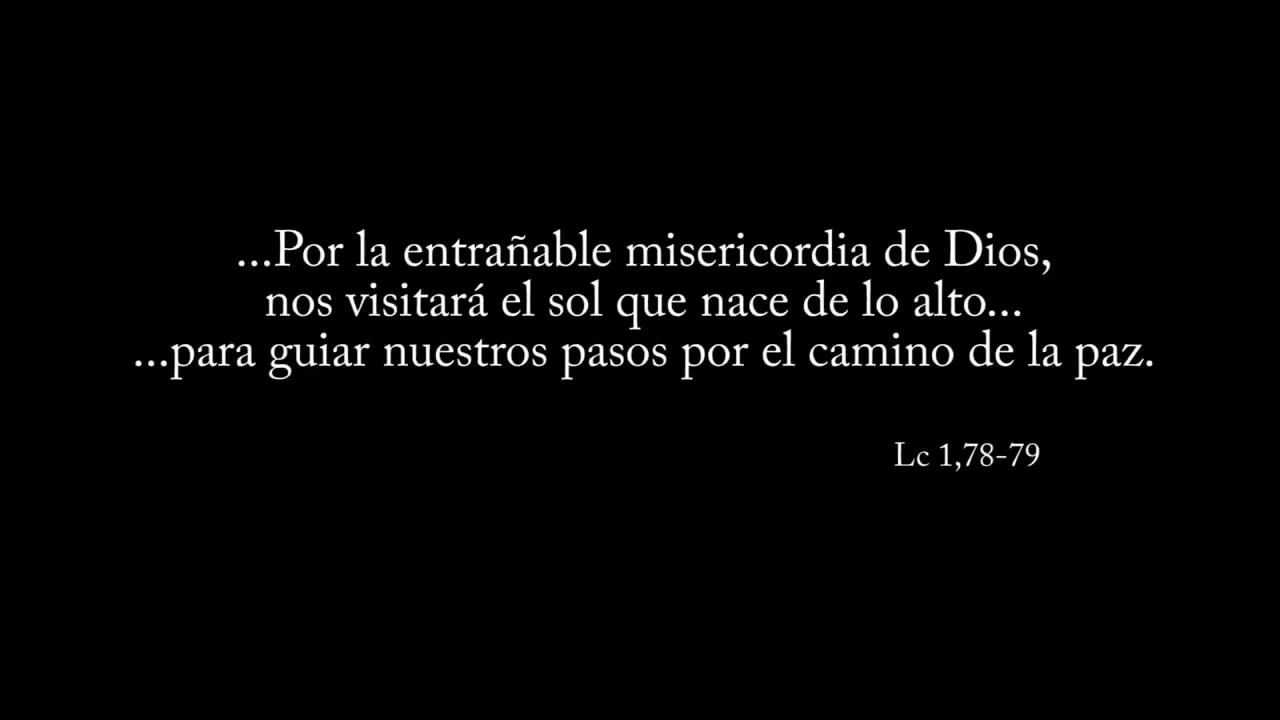 ...Por la entrañable misericordia de Dios,
nos visitará el sol que nace de lo alto...
...para guiar nuestros pasos por el camino de la paz.
Lc 1,78-79